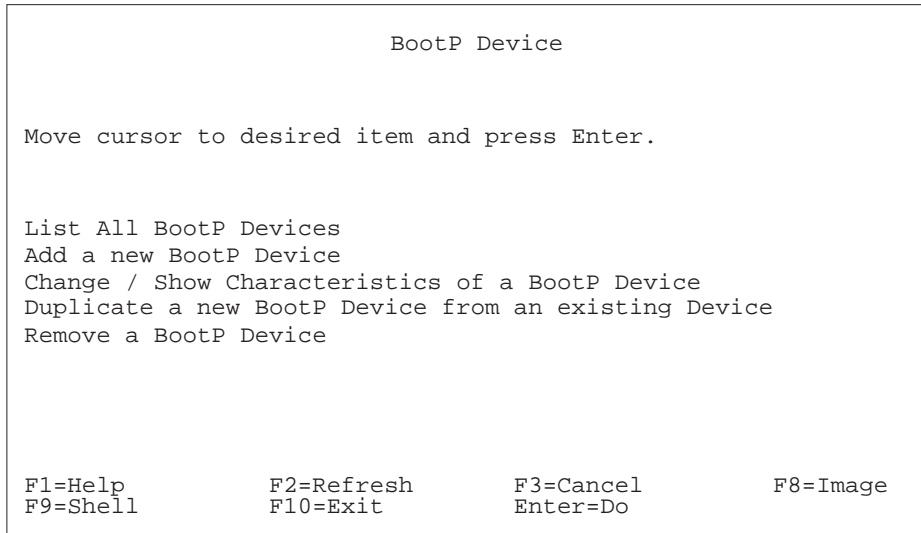 BootP Device
Move cursor to desired item and press Enter.
List All BootP Devices
Add a new BootP Device
Change / Show Characteristics of a BootP Device
Duplicate a new BootP Device from an existing Device
Remove a BootP Device
F1=Help F2=Refresh F3=Cancel F8=Image
F9=Shell F10=Exit Enter=Do